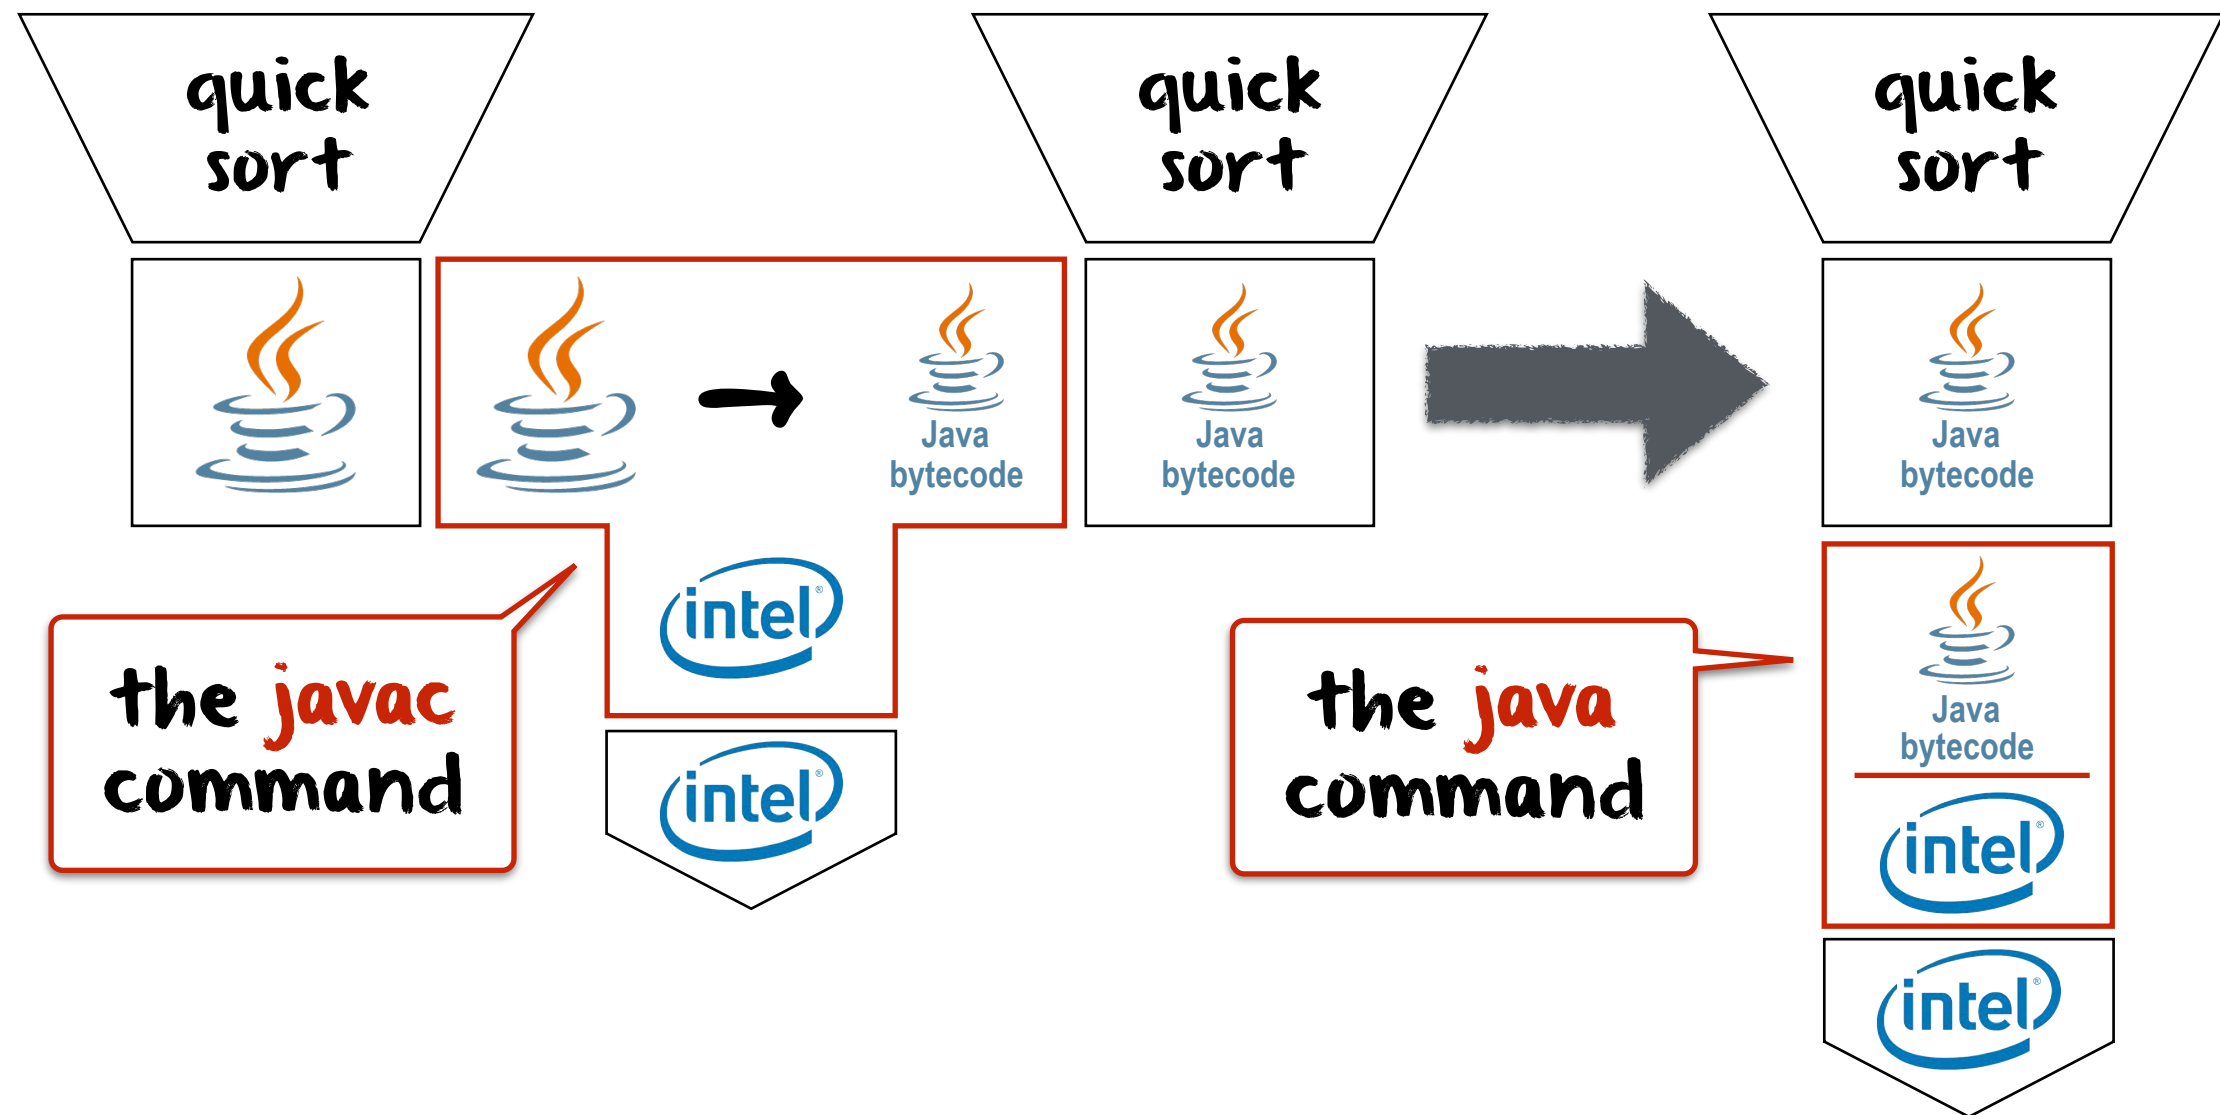 quick
sort
quick
sort
quick
sort
Java
bytecode
Java
bytecode
Java
bytecode
intel®
the javac
command
intel®
the java
command
Java
bytecode
intel®
intel®